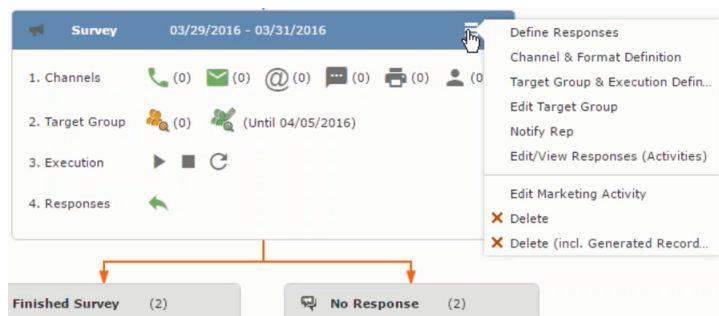 Survey 03/29/2016 - 03/31/2016
1. Channels (0) (0) @ (0) (0) (0) (0
2. Target Group (0) (Until 04/05/2016)
3. Execution
4. Responses
Define Responses
Channel & Format Definition
Target Group & Execution Defin...
Edit Target Group
Notify Rep
Edit/View Responses (Activities)
Edit Marketing Activity
Delete
Delete (incl. Generated Record...
Finished Survey (2) No Response (2)